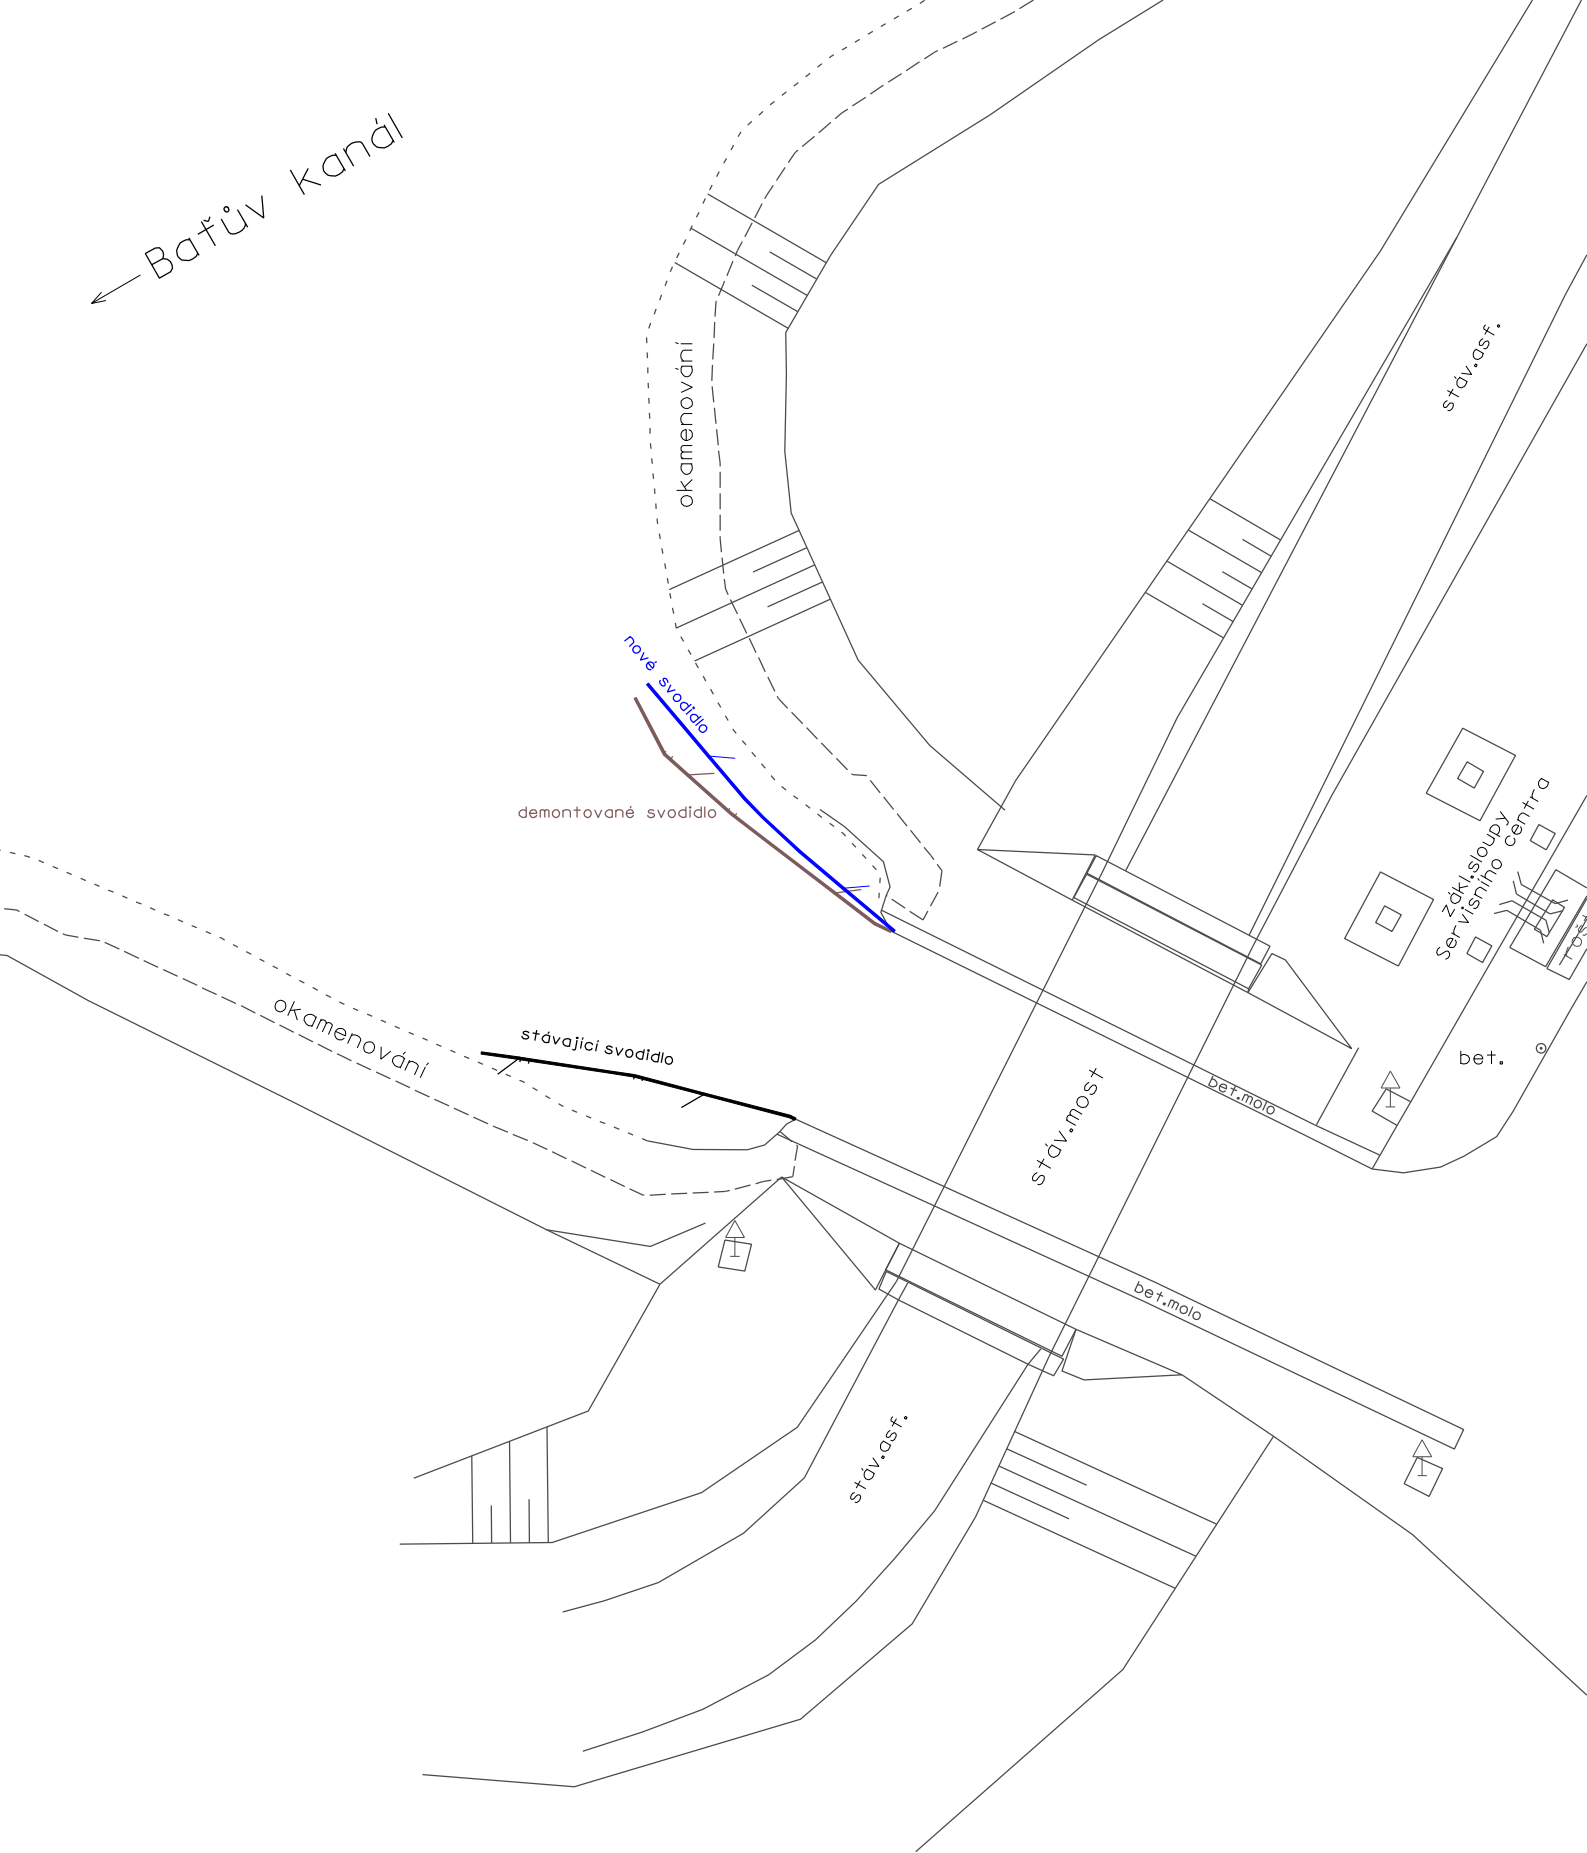 Baťův kanál
okamenování
stáv.asf.
nové svodidlo
demontované svodidlo
zákl.sloupy
Servisního centra
okamenování
stávající svodidlo
bet.
bet.molo
stáv.most
bet.molo
stáv.asf.